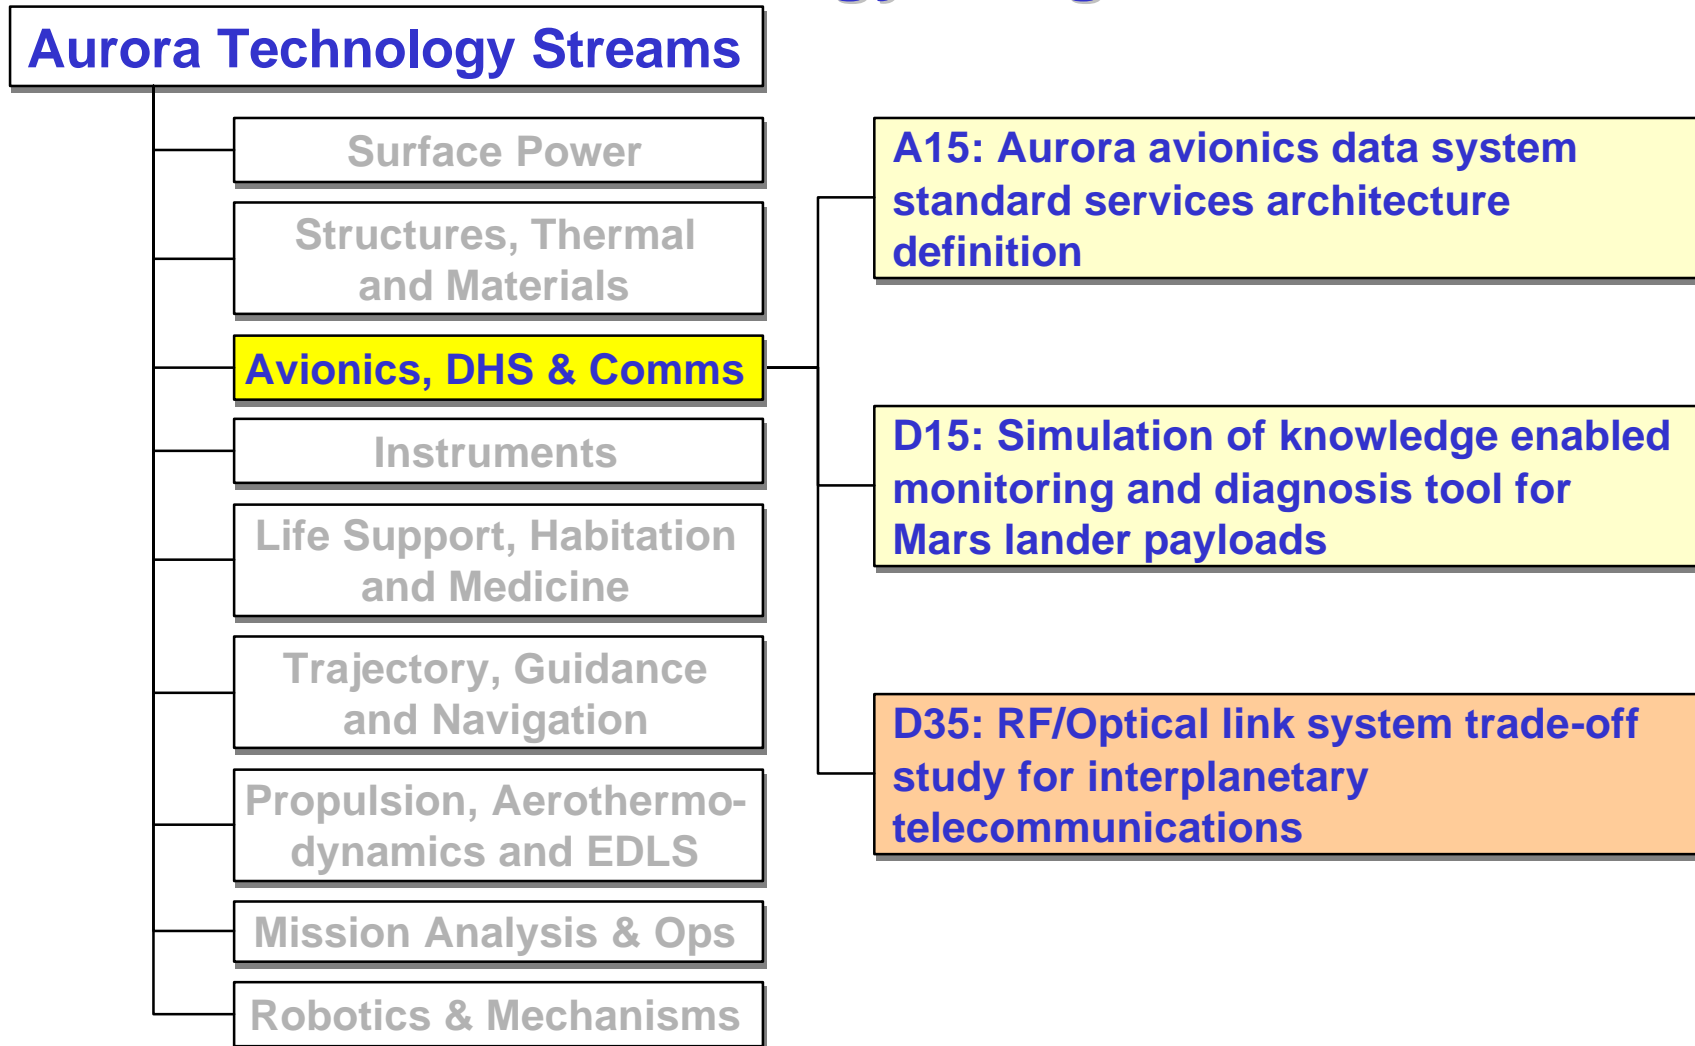 Aurora Technology Streams
Surface Power
Structures, Thermal
and Materials
Avionics, DHS & Comms
Instruments
Life Support, Habitation
and Medicine
Trajectory, Guidance
and Navigation
Propulsion, Aerothermo-
dynamics and EDLS
Mission Analysis & Ops
Robotics & Mechanisms
A15: Aurora avionics data system
standard services architecture
definition
D15: Simulation of knowledge enabled
monitoring and diagnosis tool for
Mars lander payloads
D35: RF/Optical link system trade-off
study for interplanetary
telecommunications